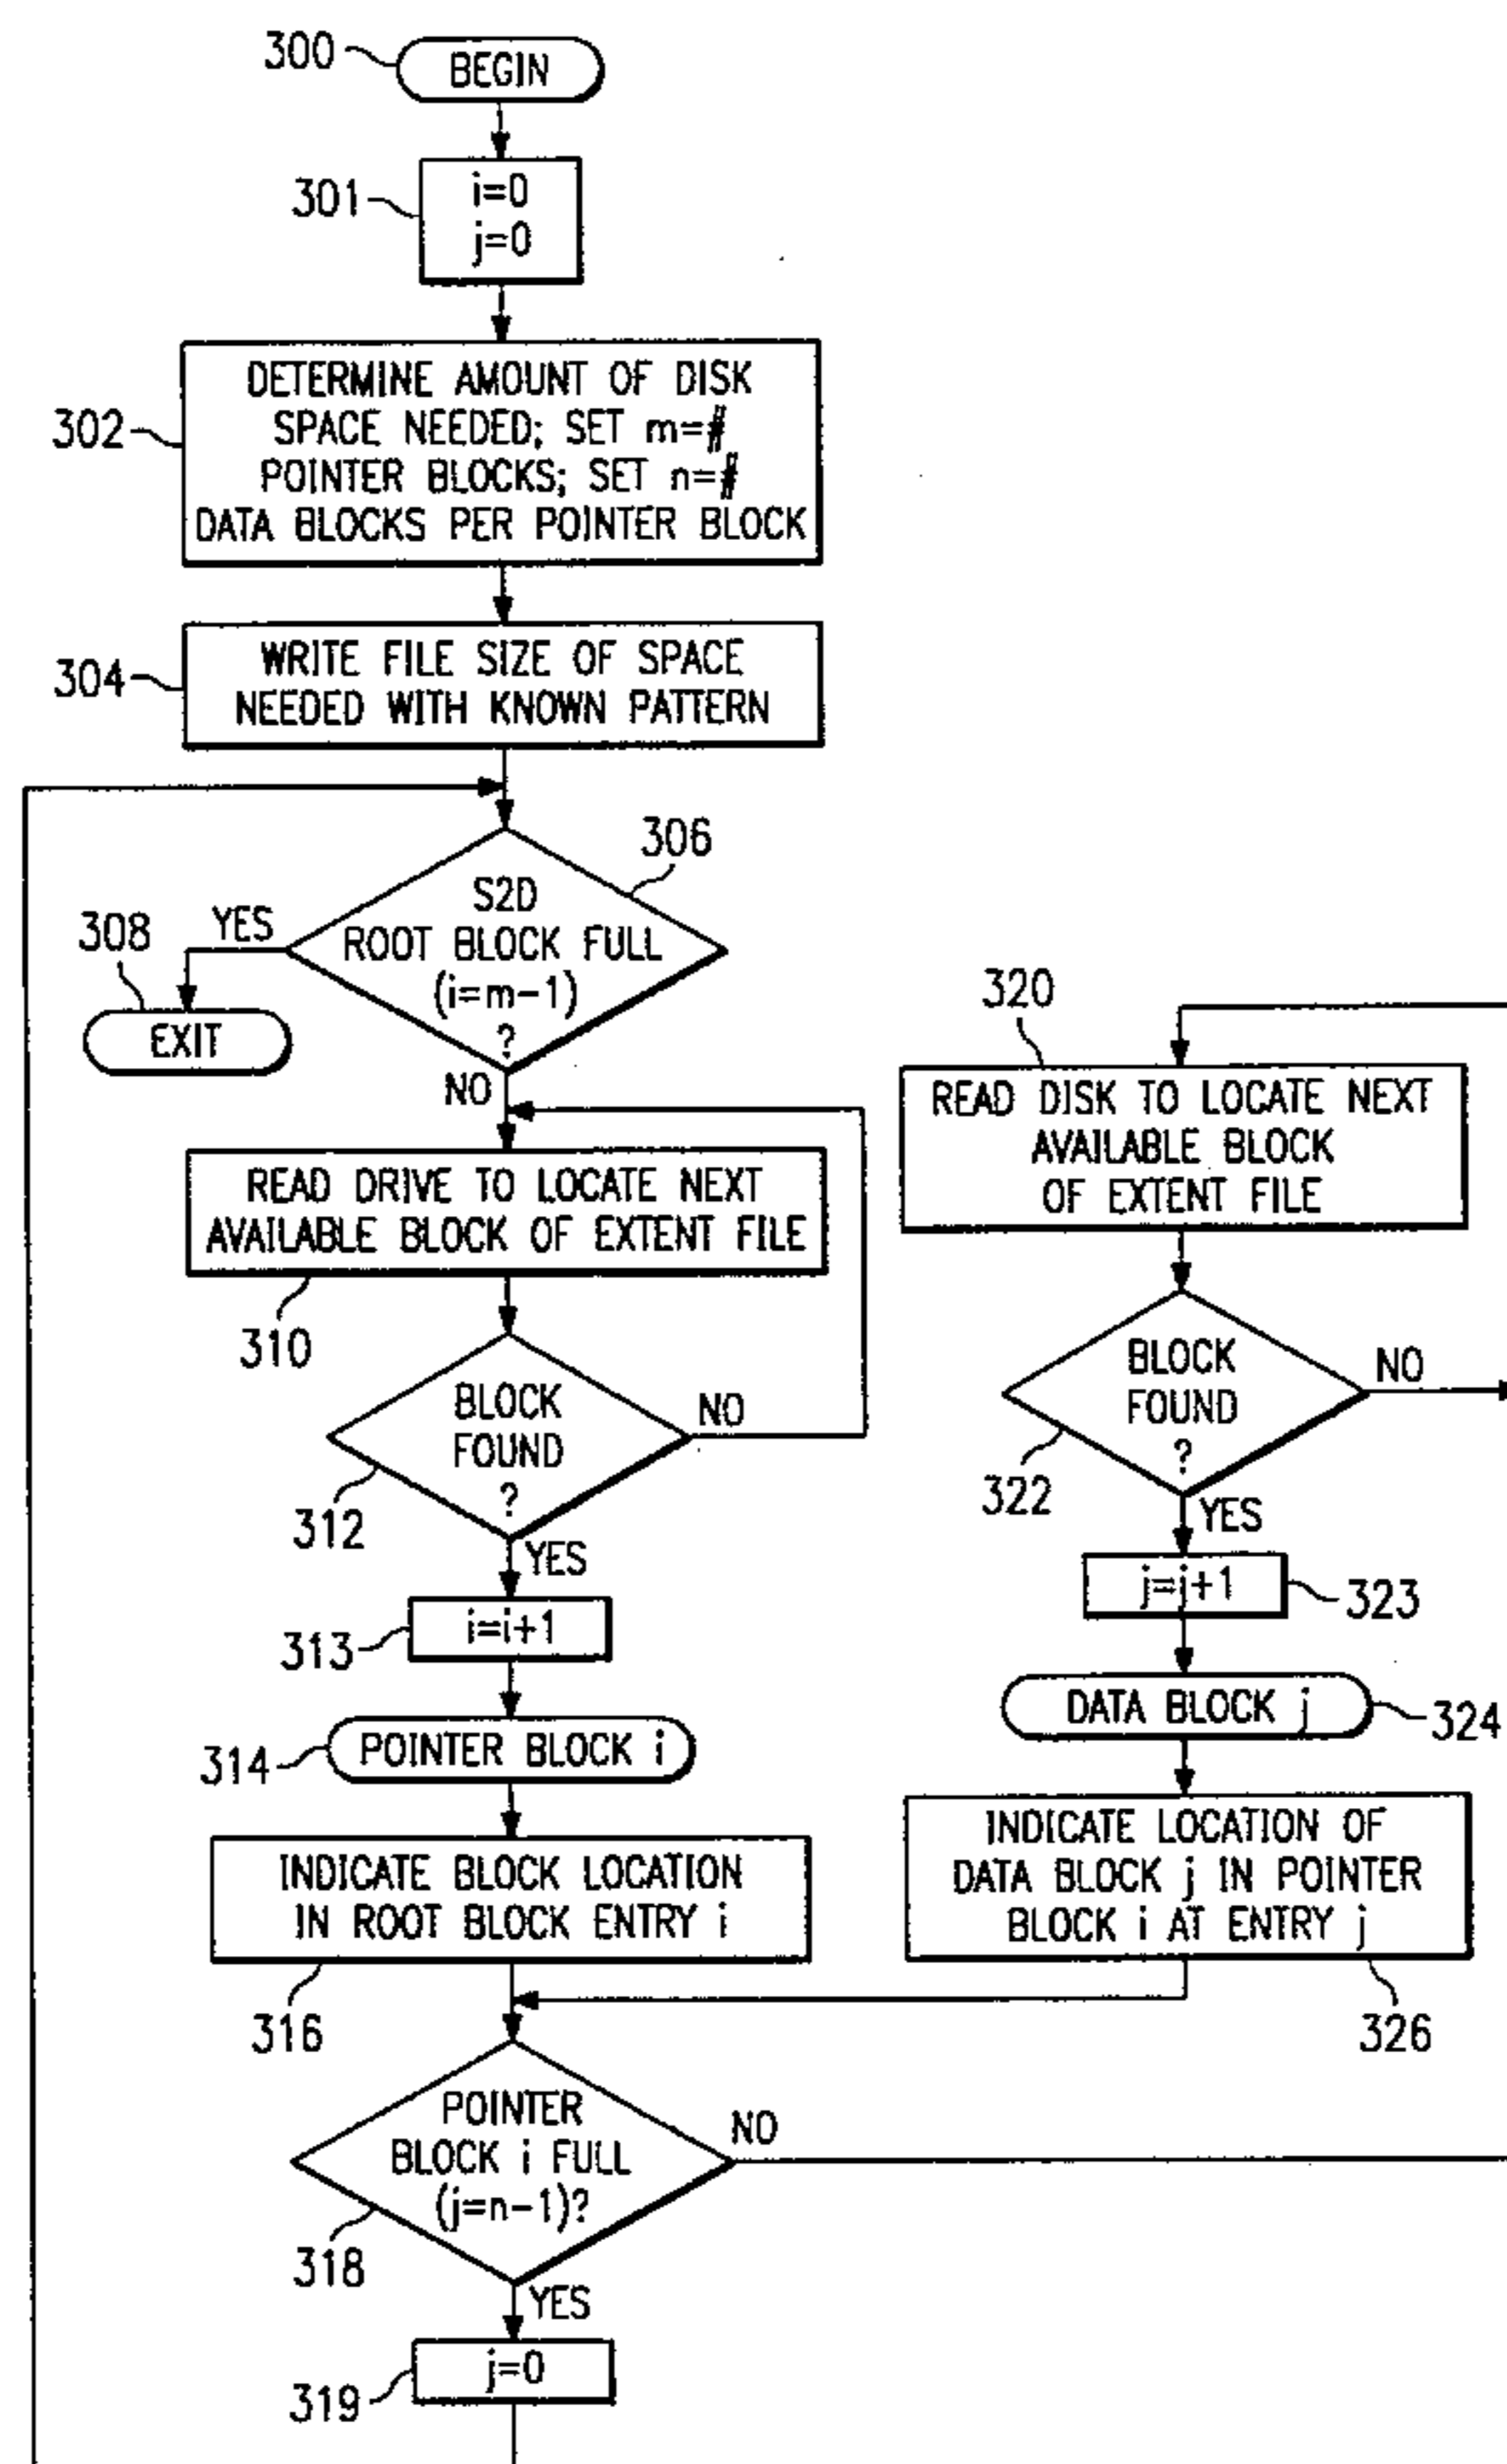 300
BEGIN
301
i=0
j=0
302
DETERMINE AMOUNT OF DISK
SPACE NEEDED; SET m=#
POINTER BLOCKS; SET n=#
DATA BLOCKS PER POINTER BLOCK
304
WRITE FILE SIZE OF SPACE
NEEDED WITH KNOWN PATTERN
306
S2D
ROOT BLOCK FULL
(i=m-1)
?
YES
308
EXIT
NO
READ DRIVE TO LOCATE NEXT
AVAILABLE BLOCK OF EXTENT FILE
310
BLOCK
FOUND
?
NO
312
YES
i=i+1
313
POINTER BLOCK i
314
INDICATE BLOCK LOCATION
IN ROOT BLOCK ENTRY i
316
POINTER
BLOCK i FULL
(j=n-1)?
NO
318
YES
j=0
319
320
READ DISK TO LOCATE NEXT
AVAILABLE BLOCK
OF EXTENT FILE
BLOCK
FOUND
?
NO
322
YES
j=j+1
323
DATA BLOCK j
324
INDICATE LOCATION OF
DATA BLOCK j IN POINTER
BLOCK i AT ENTRY j
326